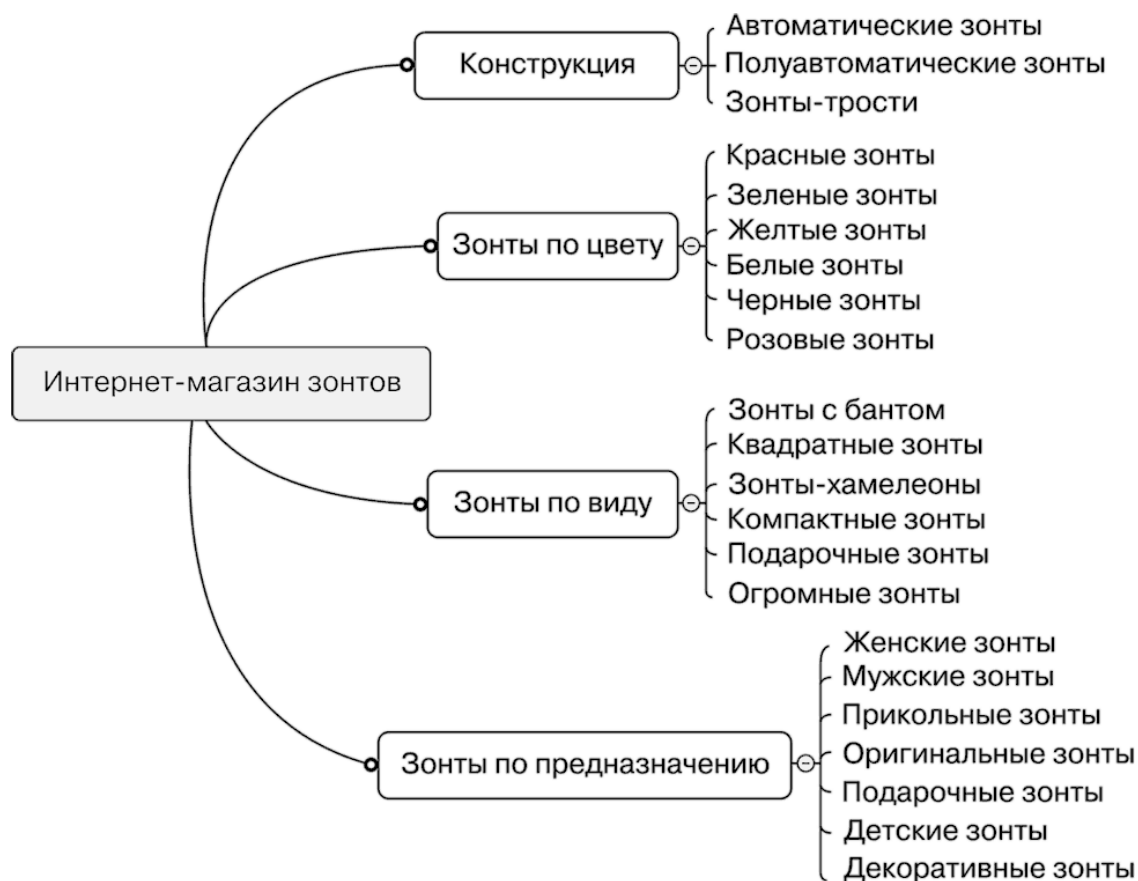 Интернет-магазин зонтов
Конструкция
Автоматические зонты
Полуавтоматические зонты
Зонты-трости
Зонты по цвету
Красные зонты
Зеленые зонты
Желтые зонты
Белые зонты
Черные зонты
Розовые зонты
Зонты по виду
Зонты с бантом
Квадратные зонты
Зонты-хамелеоны
Компактные зонты
Подарочные зонты
Огромные зонты
Зонты по предназначению
Женские зонты
Мужские зонты
Прикольные зонты
Оригинальные зонты
Подарочные зонты
Детские зонты
Декоративные зонты